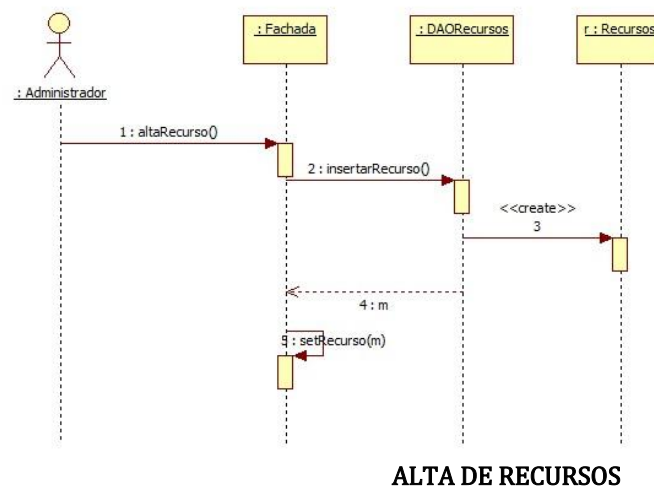 : Fachada
: DAORecursos
r : Recursos
: Administrador
1 : altaRecurso()
2 : insertarRecurso()
<<create>>
3
4 : m
5 : setRecurso(m)
ALTA DE RECURSOS